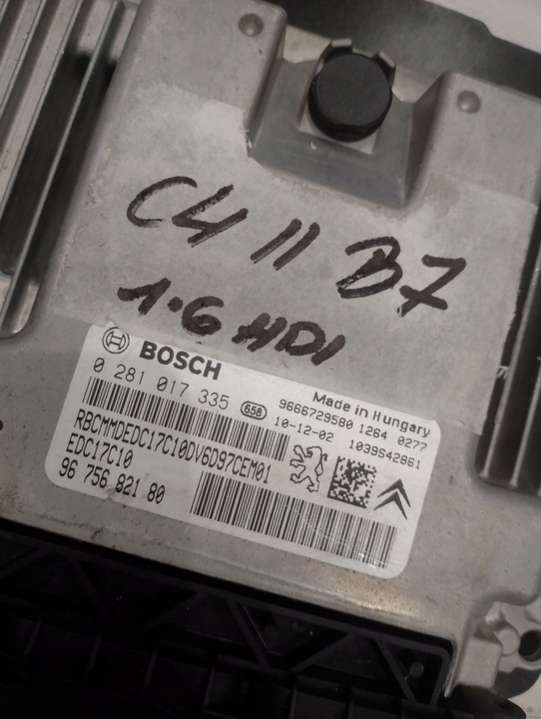 C4 II B7
1.6 HDI
BOSCH
0 281 017 335
658
Made in Hungary
9666729580 1264 0277
10-12-02 1039S42861
RBCMMDEDC17C10DV6D97CEM01
EDC17C10
96 756 821 80